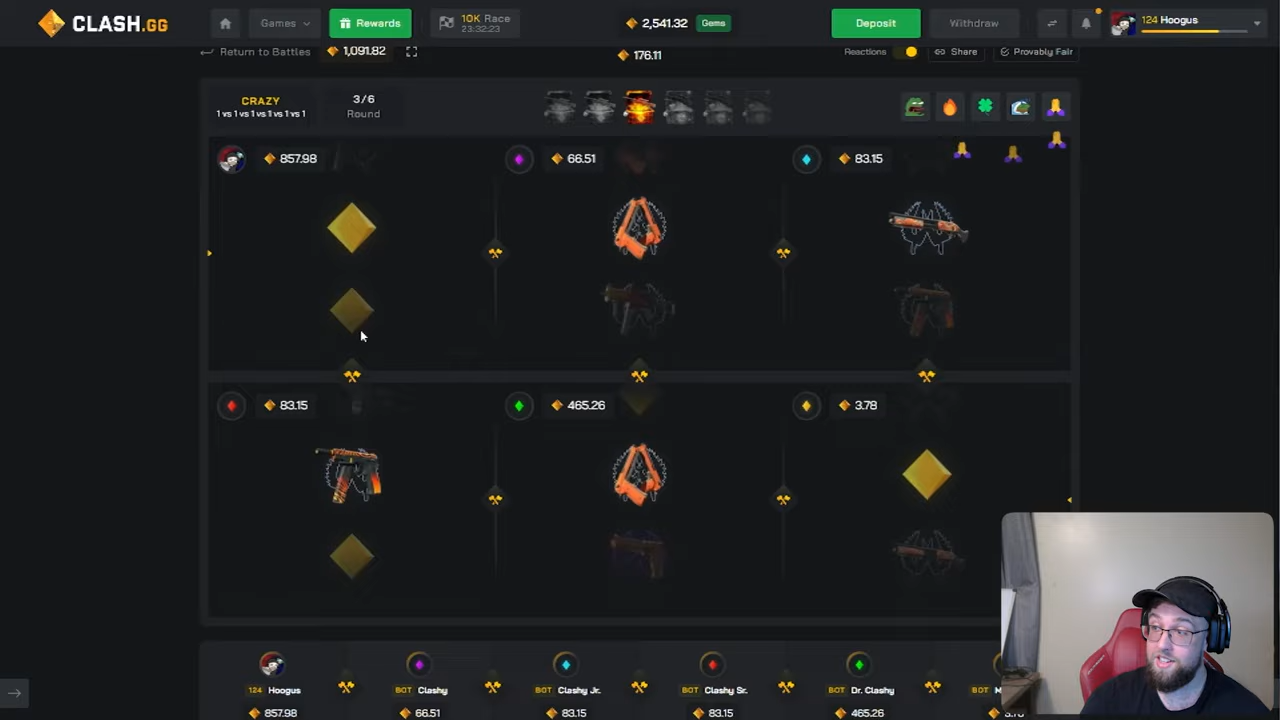 CLASH.GG
Games
Rewards
10K Race
23:32:23
2,541.32
Gems
Deposit
Withdraw
124 Hoogus
Return to Battles
1,091.82
176.11
Reactions
Share
Provably Fair
CRAZY
1 vs 1 vs 1 vs 1 vs 1 vs 1
3/6
Round
857.98
66.51
83.15
83.15
465.26
3.78
124 Hoogus
BOT Clashy
BOT Clashy Jr.
BOT Clashy Sr.
BOT Dr. Clashy
BOT
857.98
66.51
83.15
83.15
465.26